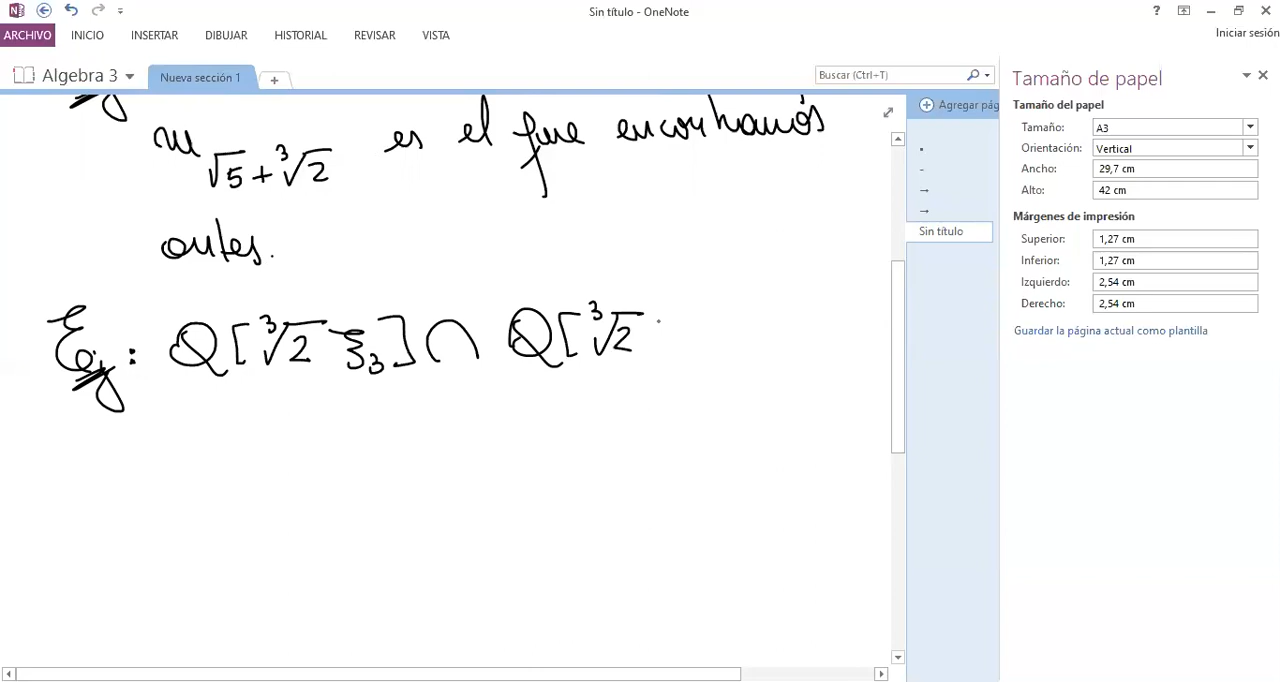 Sin título - OneNote
ARCHIVO INICIO INSERTAR DIBUJAR HISTORIAL REVISAR VISTA
Iniciar sesión
Algebra 3
Nueva sección 1
Buscar (Ctrl+T)
Agregar pág
Sin título
m √5+∛2 es el que encontramos
antes.
Ej: Q[∛2 ξ₃] ∩ Q[∛2
Tamaño de papel
Tamaño del papel
Tamaño: A3
Orientación: Vertical
Ancho: 29,7 cm
Alto: 42 cm
Márgenes de impresión
Superior: 1,27 cm
Inferior: 1,27 cm
Izquierdo: 2,54 cm
Derecho: 2,54 cm
Guardar la página actual como plantilla